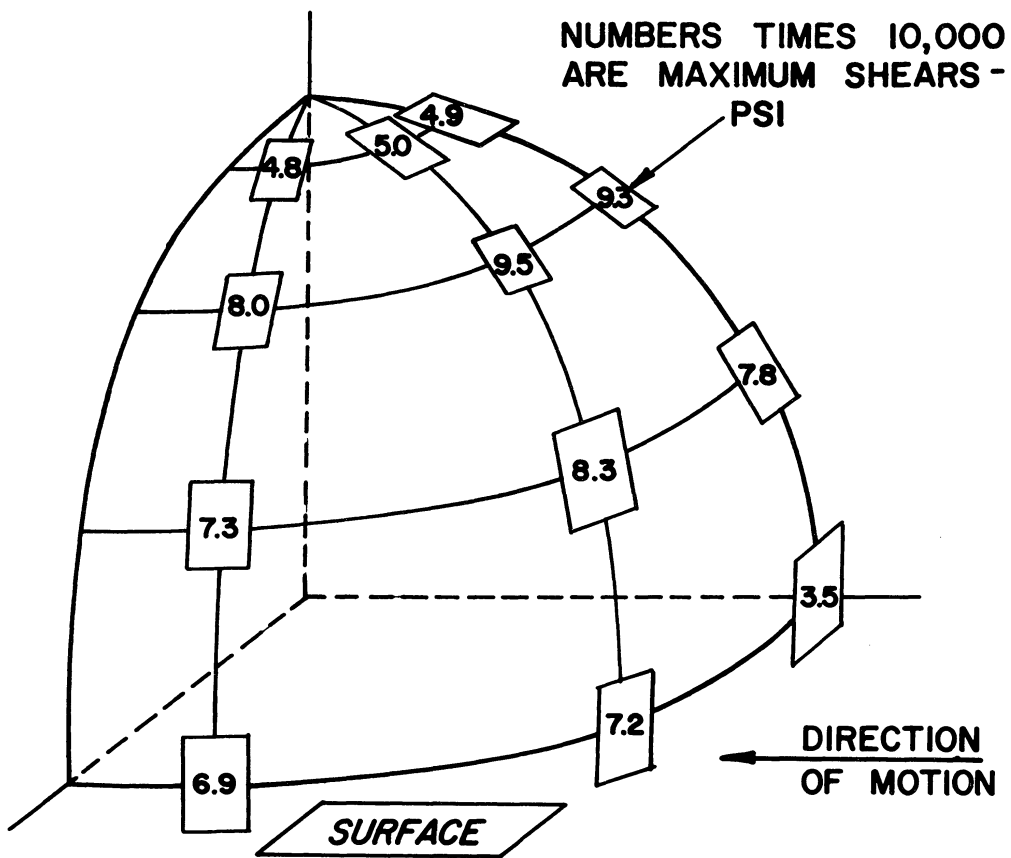 NUMBERS TIMES 10,000
ARE MAXIMUM SHEARS -
PSI
4.9
5.0
4.8
9.3
9.5
8.0
7.8
8.3
7.3
3.5
7.2
6.9
DIRECTION
OF MOTION
SURFACE